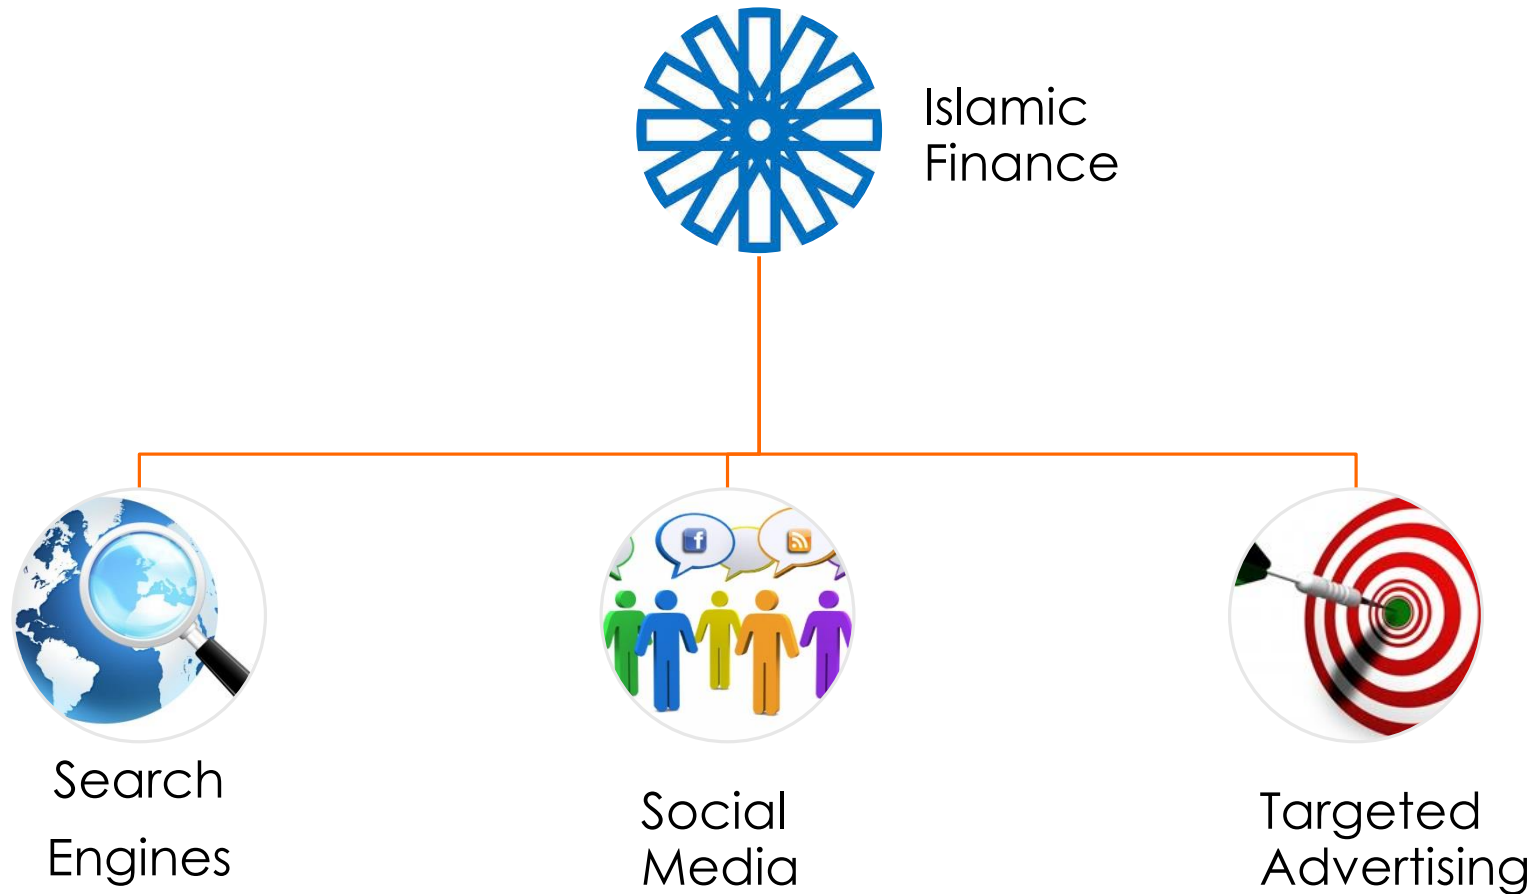 Islamic
Finance
f
Search
Engines
Social
Media
Targeted
Advertising